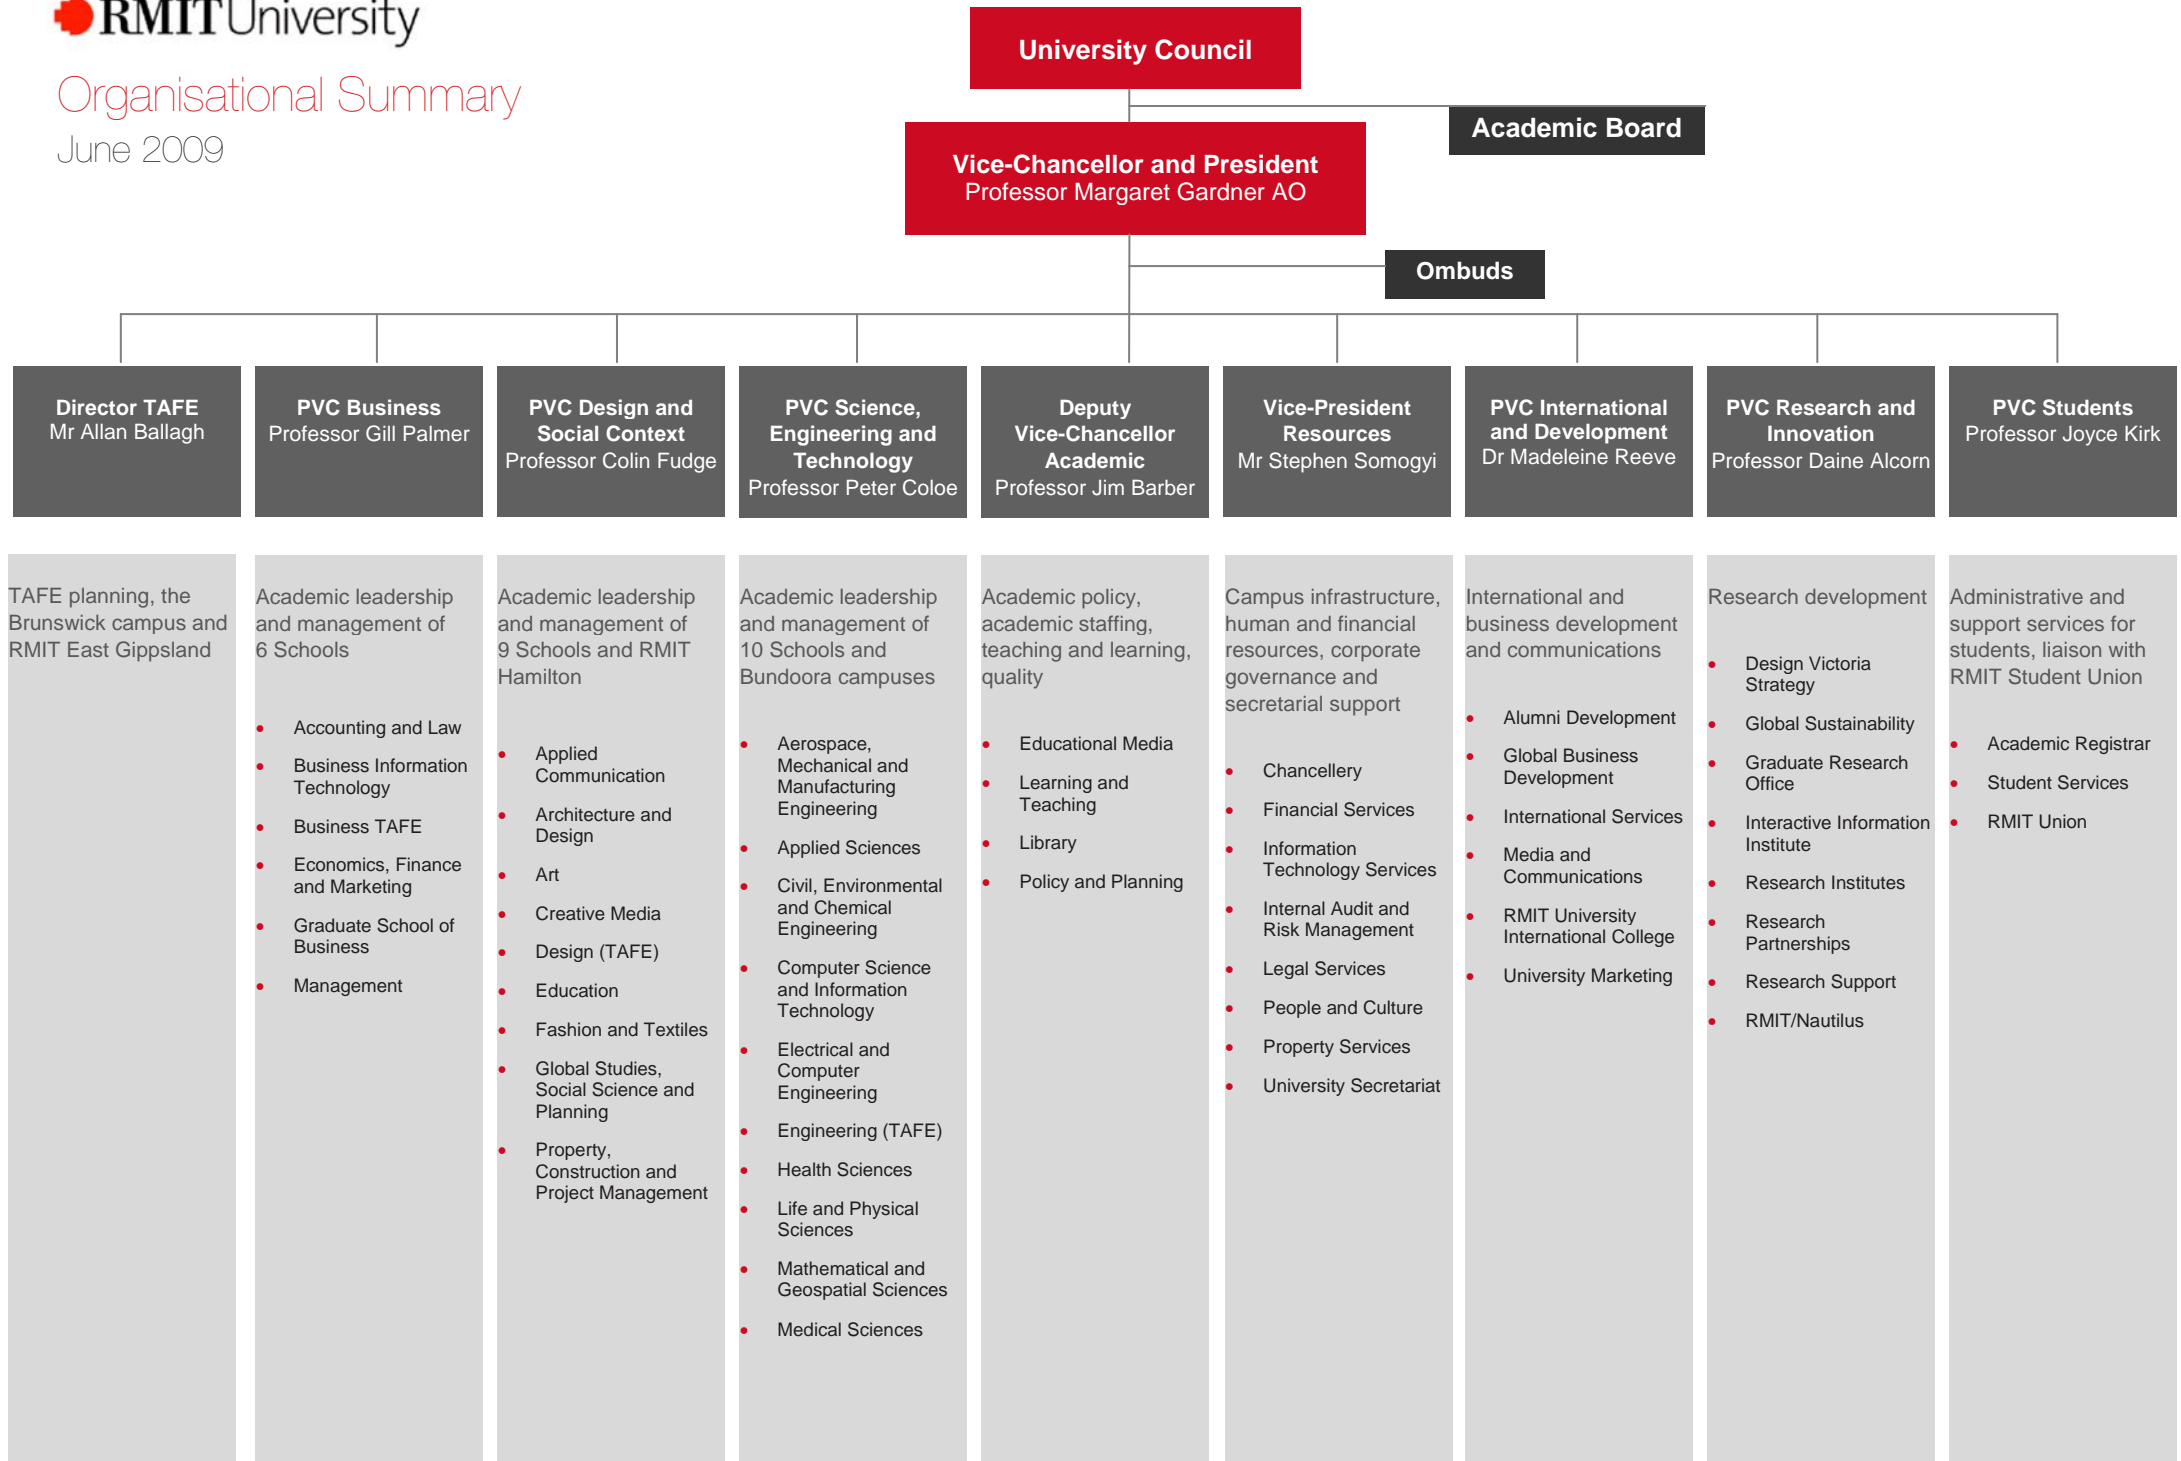 RMIT University
Organisational Summary
June 2009
University Council
Academic Board
Vice-Chancellor and President
Professor Margaret Gardner AO
Ombuds
Director TAFE
Mr Allan Ballagh
PVC Business
Professor Gill Palmer
PVC Design and
Social Context
Professor Colin Fudge
PVC Science,
Engineering and
Technology
Professor Peter Coloe
Deputy
Vice-Chancellor
Academic
Professor Jim Barber
Vice-President
Resources
Mr Stephen Somogyi
PVC International
and Development
Dr Madeleine Reeve
PVC Research and
Innovation
Professor Daine Alcorn
PVC Students
Professor Joyce Kirk
TAFE planning, the
Brunswick campus and
RMIT East Gippsland
Academic leadership
and management of
6 Schools
• Accounting and Law
• Business Information
Technology
• Business TAFE
• Economics, Finance
and Marketing
• Graduate School of
Business
• Management
Academic leadership
and management of
9 Schools and RMIT
Hamilton
• Applied
Communication
• Architecture and
Design
• Art
• Creative Media
• Design (TAFE)
• Education
• Fashion and Textiles
• Global Studies,
Social Science and
Planning
• Property,
Construction and
Project Management
Academic leadership
and management of
10 Schools and
Bundoora campuses
• Aerospace,
Mechanical and
Manufacturing
Engineering
• Applied Sciences
• Civil, Environmental
and Chemical
Engineering
• Computer Science
and Information
Technology
• Electrical and
Computer
Engineering
• Engineering (TAFE)
• Health Sciences
• Life and Physical
Sciences
• Mathematical and
Geospatial Sciences
• Medical Sciences
Academic policy,
academic staffing,
teaching and learning,
quality
• Educational Media
• Learning and
Teaching
• Library
• Policy and Planning
Campus infrastructure,
human and financial
resources, corporate
governance and
secretarial support
• Chancellery
• Financial Services
• Information
Technology Services
• Internal Audit and
Risk Management
• Legal Services
• People and Culture
• Property Services
• University Secretariat
International and
business development
and communications
• Alumni Development
• Global Business
Development
• International Services
• Media and
Communications
• RMIT University
International College
• University Marketing
Research development
• Design Victoria
Strategy
• Global Sustainability
• Graduate Research
Office
• Interactive Information
Institute
• Research Institutes
• Research
Partnerships
• Research Support
• RMIT/Nautilus
Administrative and
support services for
students, liaison with
RMIT Student Union
• Academic Registrar
• Student Services
• RMIT Union